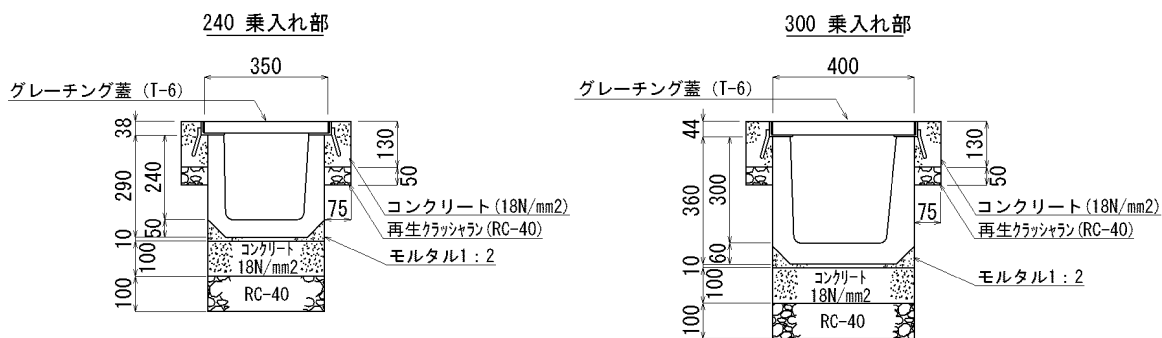 240 乗入れ部
350
グレーチング蓋 (T-6)
38
290
240
50
10
100
100
130
50
75
コンクリート(18N/mm2)
再生クラッシャラン(RC-40)
モルタル1:2
コンクリート
18N/mm2
RC-40
300 乗入れ部
400
グレーチング蓋 (T-6)
44
360
300
60
10
100
100
130
50
75
コンクリート(18N/mm2)
再生クラッシャラン(RC-40)
モルタル1:2
コンクリート
18N/mm2
RC-40